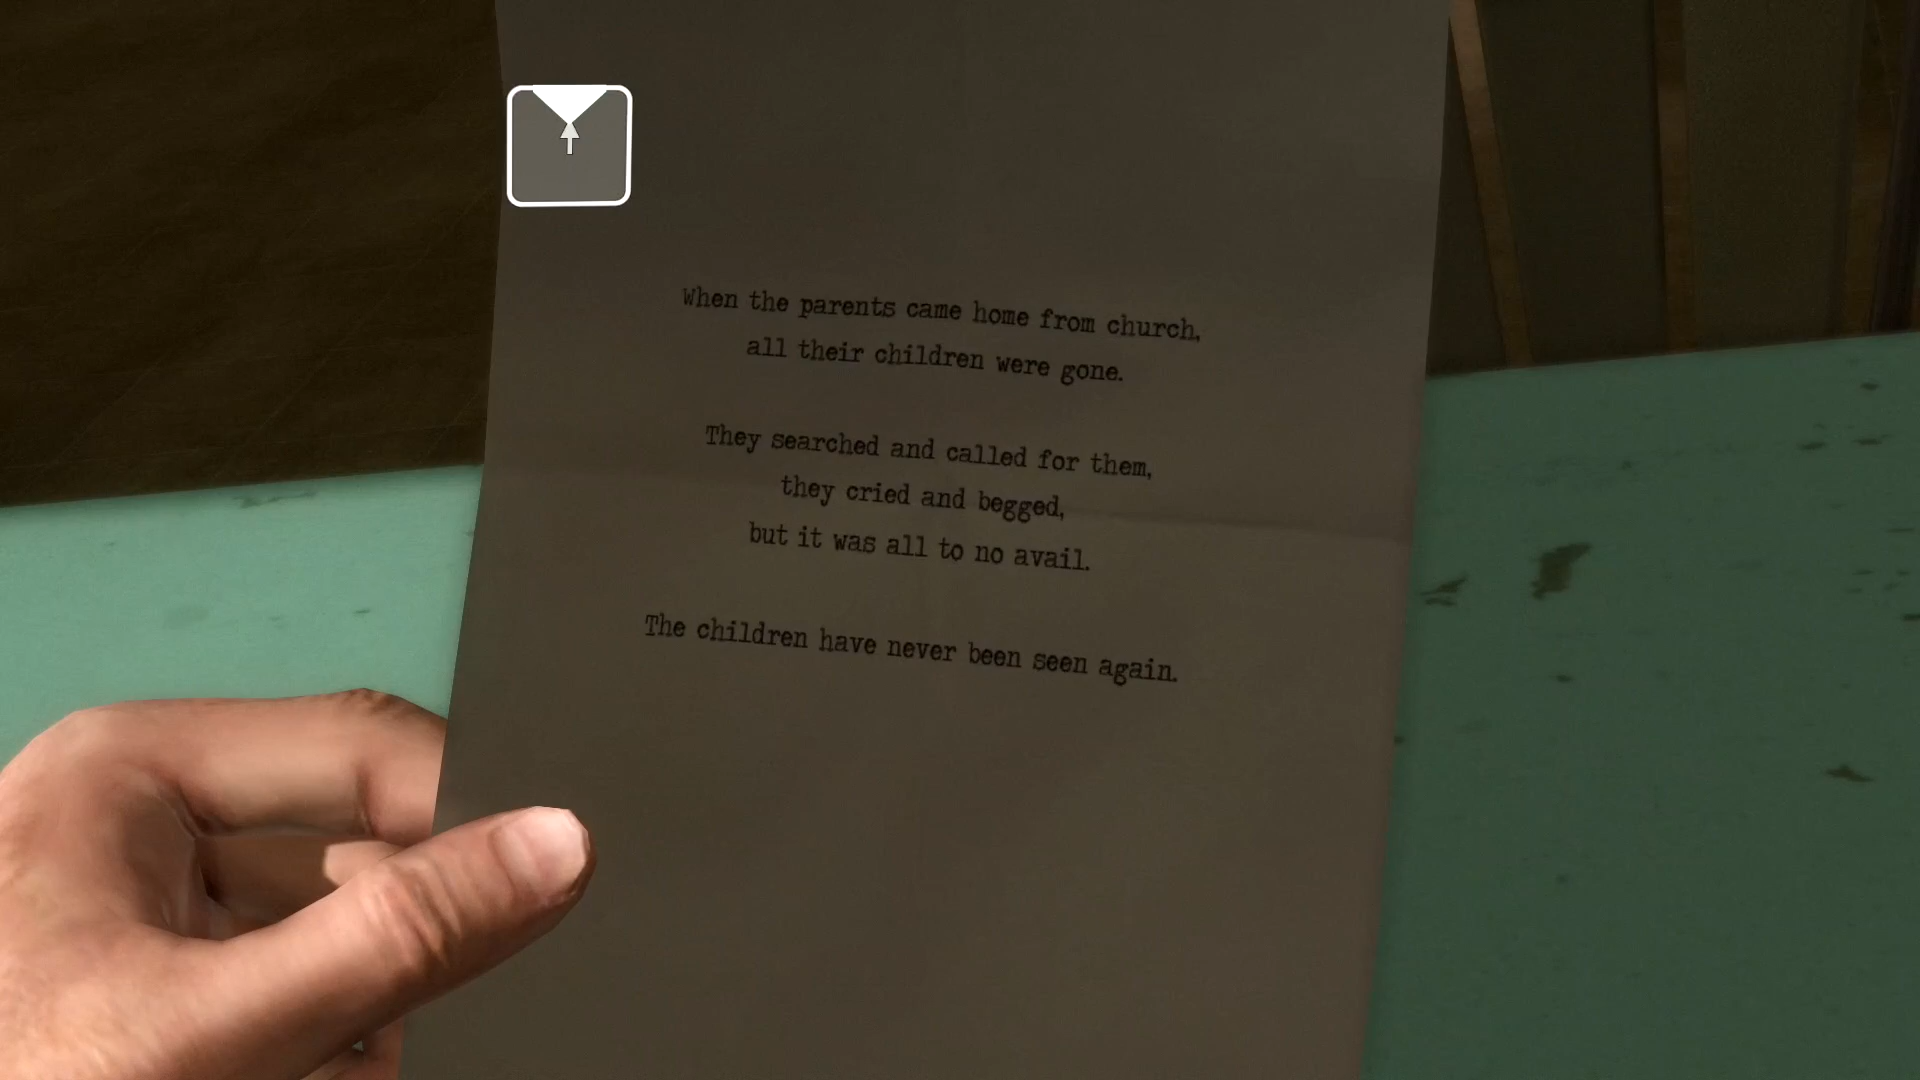 When the parents came home from church,
all their children were gone.
They searched and called for them,
they cried and begged,
but it was all to no avail.
The children have never been seen again.